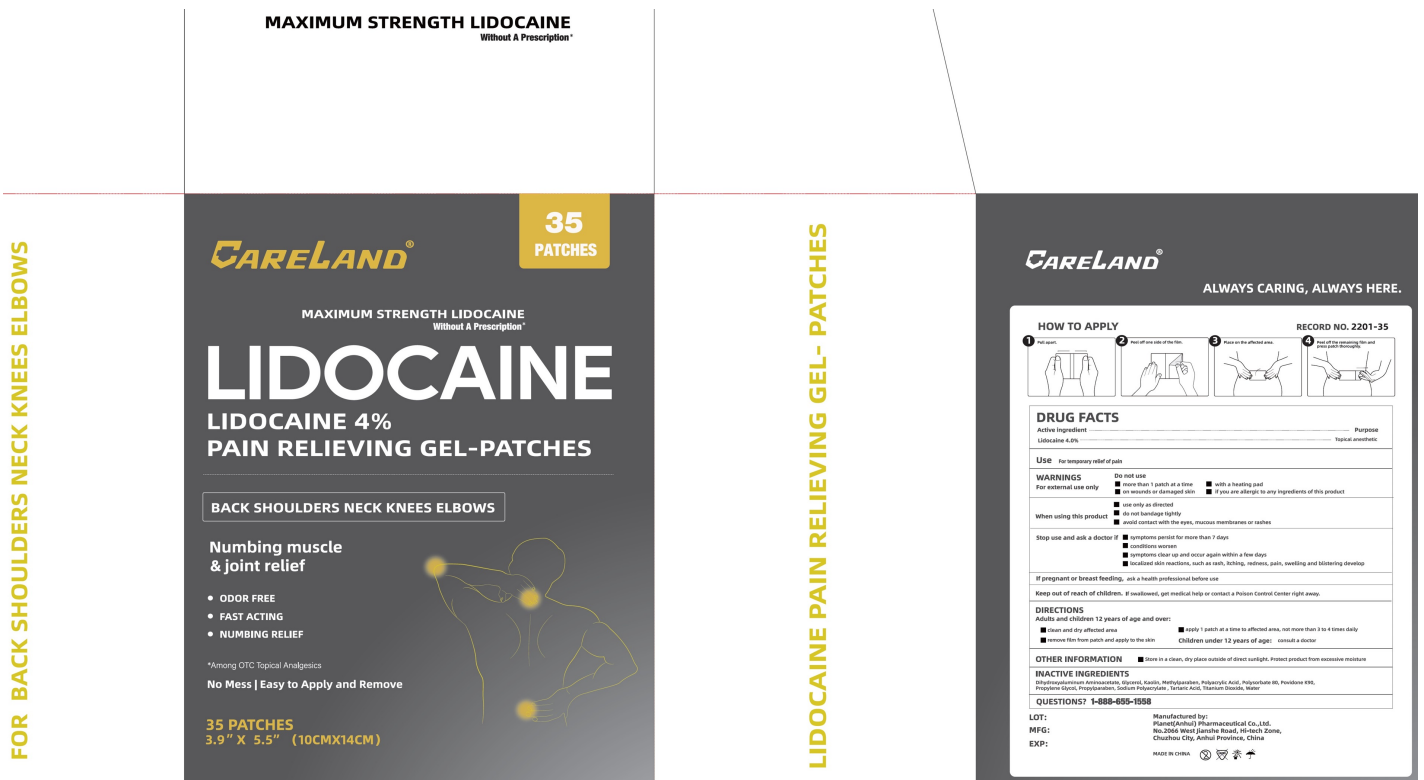 MAXIMUM STRENGTH LIDOCAINE
Without A Prescription*
FOR BACK SHOULDERS NECK KNEES ELBOWS
35
PATCHES
CARELAND®
MAXIMUM STRENGTH LIDOCAINE
Without A Prescription*
LIDOCAINE
LIDOCAINE 4%
PAIN RELIEVING GEL-PATCHES
BACK SHOULDERS NECK KNEES ELBOWS
Numbing muscle
& joint relief
• ODOR FREE
• FAST ACTING
• NUMBING RELIEF
*Among OTC Topical Analgesics
No Mess | Easy to Apply and Remove
35 PATCHES
3.9" X 5.5" (10CMX14CM)
LIDOCAINE PAIN RELIEVING GEL- PATCHES
CARELAND®
ALWAYS CARING, ALWAYS HERE.
HOW TO APPLY RECORD NO. 2201-35
1 Pull apart.
2 Peel off one side of the film.
3 Place on the affected area.
4 Peel off the remaining film and
press patch thoroughly.
DRUG FACTS
Active ingredient Purpose
Lidocaine 4.0% Topical anesthetic
Use For temporary relief of pain
WARNINGS
For external use only
Do not use
■ more than 1 patch at a time ■ with a heating pad
■ on wounds or damaged skin ■ if you are allergic to any ingredients of this product
When using this product
■ use only as directed
■ do not bandage tightly
■ avoid contact with the eyes, mucous membranes or rashes
Stop use and ask a doctor if ■ symptoms persist for more than 7 days
■ conditions worsen
■ symptoms clear up and occur again within a few days
■ localized skin reactions, such as rash, itching, redness, pain, swelling and blistering develop
If pregnant or breast feeding, ask a health professional before use
Keep out of reach of children. If swallowed, get medical help or contact a Poison Control Center right away.
DIRECTIONS
Adults and children 12 years of age and over:
■ clean and dry affected area ■ apply 1 patch at a time to affected area, not more than 3 to 4 times daily
■ remove film from patch and apply to the skin Children under 12 years of age: consult a doctor
OTHER INFORMATION ■ Store in a clean, dry place outside of direct sunlight. Protect product from excessive moisture
INACTIVE INGREDIENTS
Dihydroxyaluminum Aminoacetate, Glycerol, Kaolin, Methylparaben, Polyacrylic Acid , Polysorbate 80, Povidone K90,
Propylene Glycol, Propylparaben, Sodium Polyacrylate , Tartaric Acid, Titanium Dioxide, Water
QUESTIONS? 1-888-655-1558
LOT:
MFG:
EXP:
Manufactured by:
Planet(Anhui) Pharmaceutical Co.,Ltd.
No.2066 West Jianshe Road, Hi-tech Zone,
Chuzhou City, Anhui Province, China
MADE IN CHINA